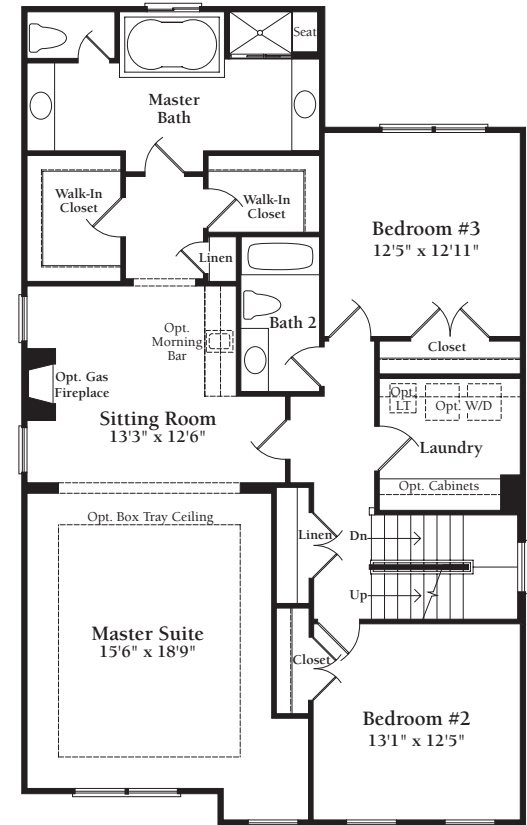 Seat
Master
Bath
Walk-In
Closet
Walk-In
Closet
Linen
Bedroom #3
12'5" x 12'11"
Bath 2
Opt.
Morning
Bar
Closet
Opt. Gas
Fireplace
Opt.
LT
Opt. W/D
Sitting Room
13'3" x 12'6"
Laundry
Opt. Cabinets
Opt. Box Tray Ceiling
Linen
Dn
Up
Master Suite
15'6" x 18'9"
Closet
Bedroom #2
13'1" x 12'5"